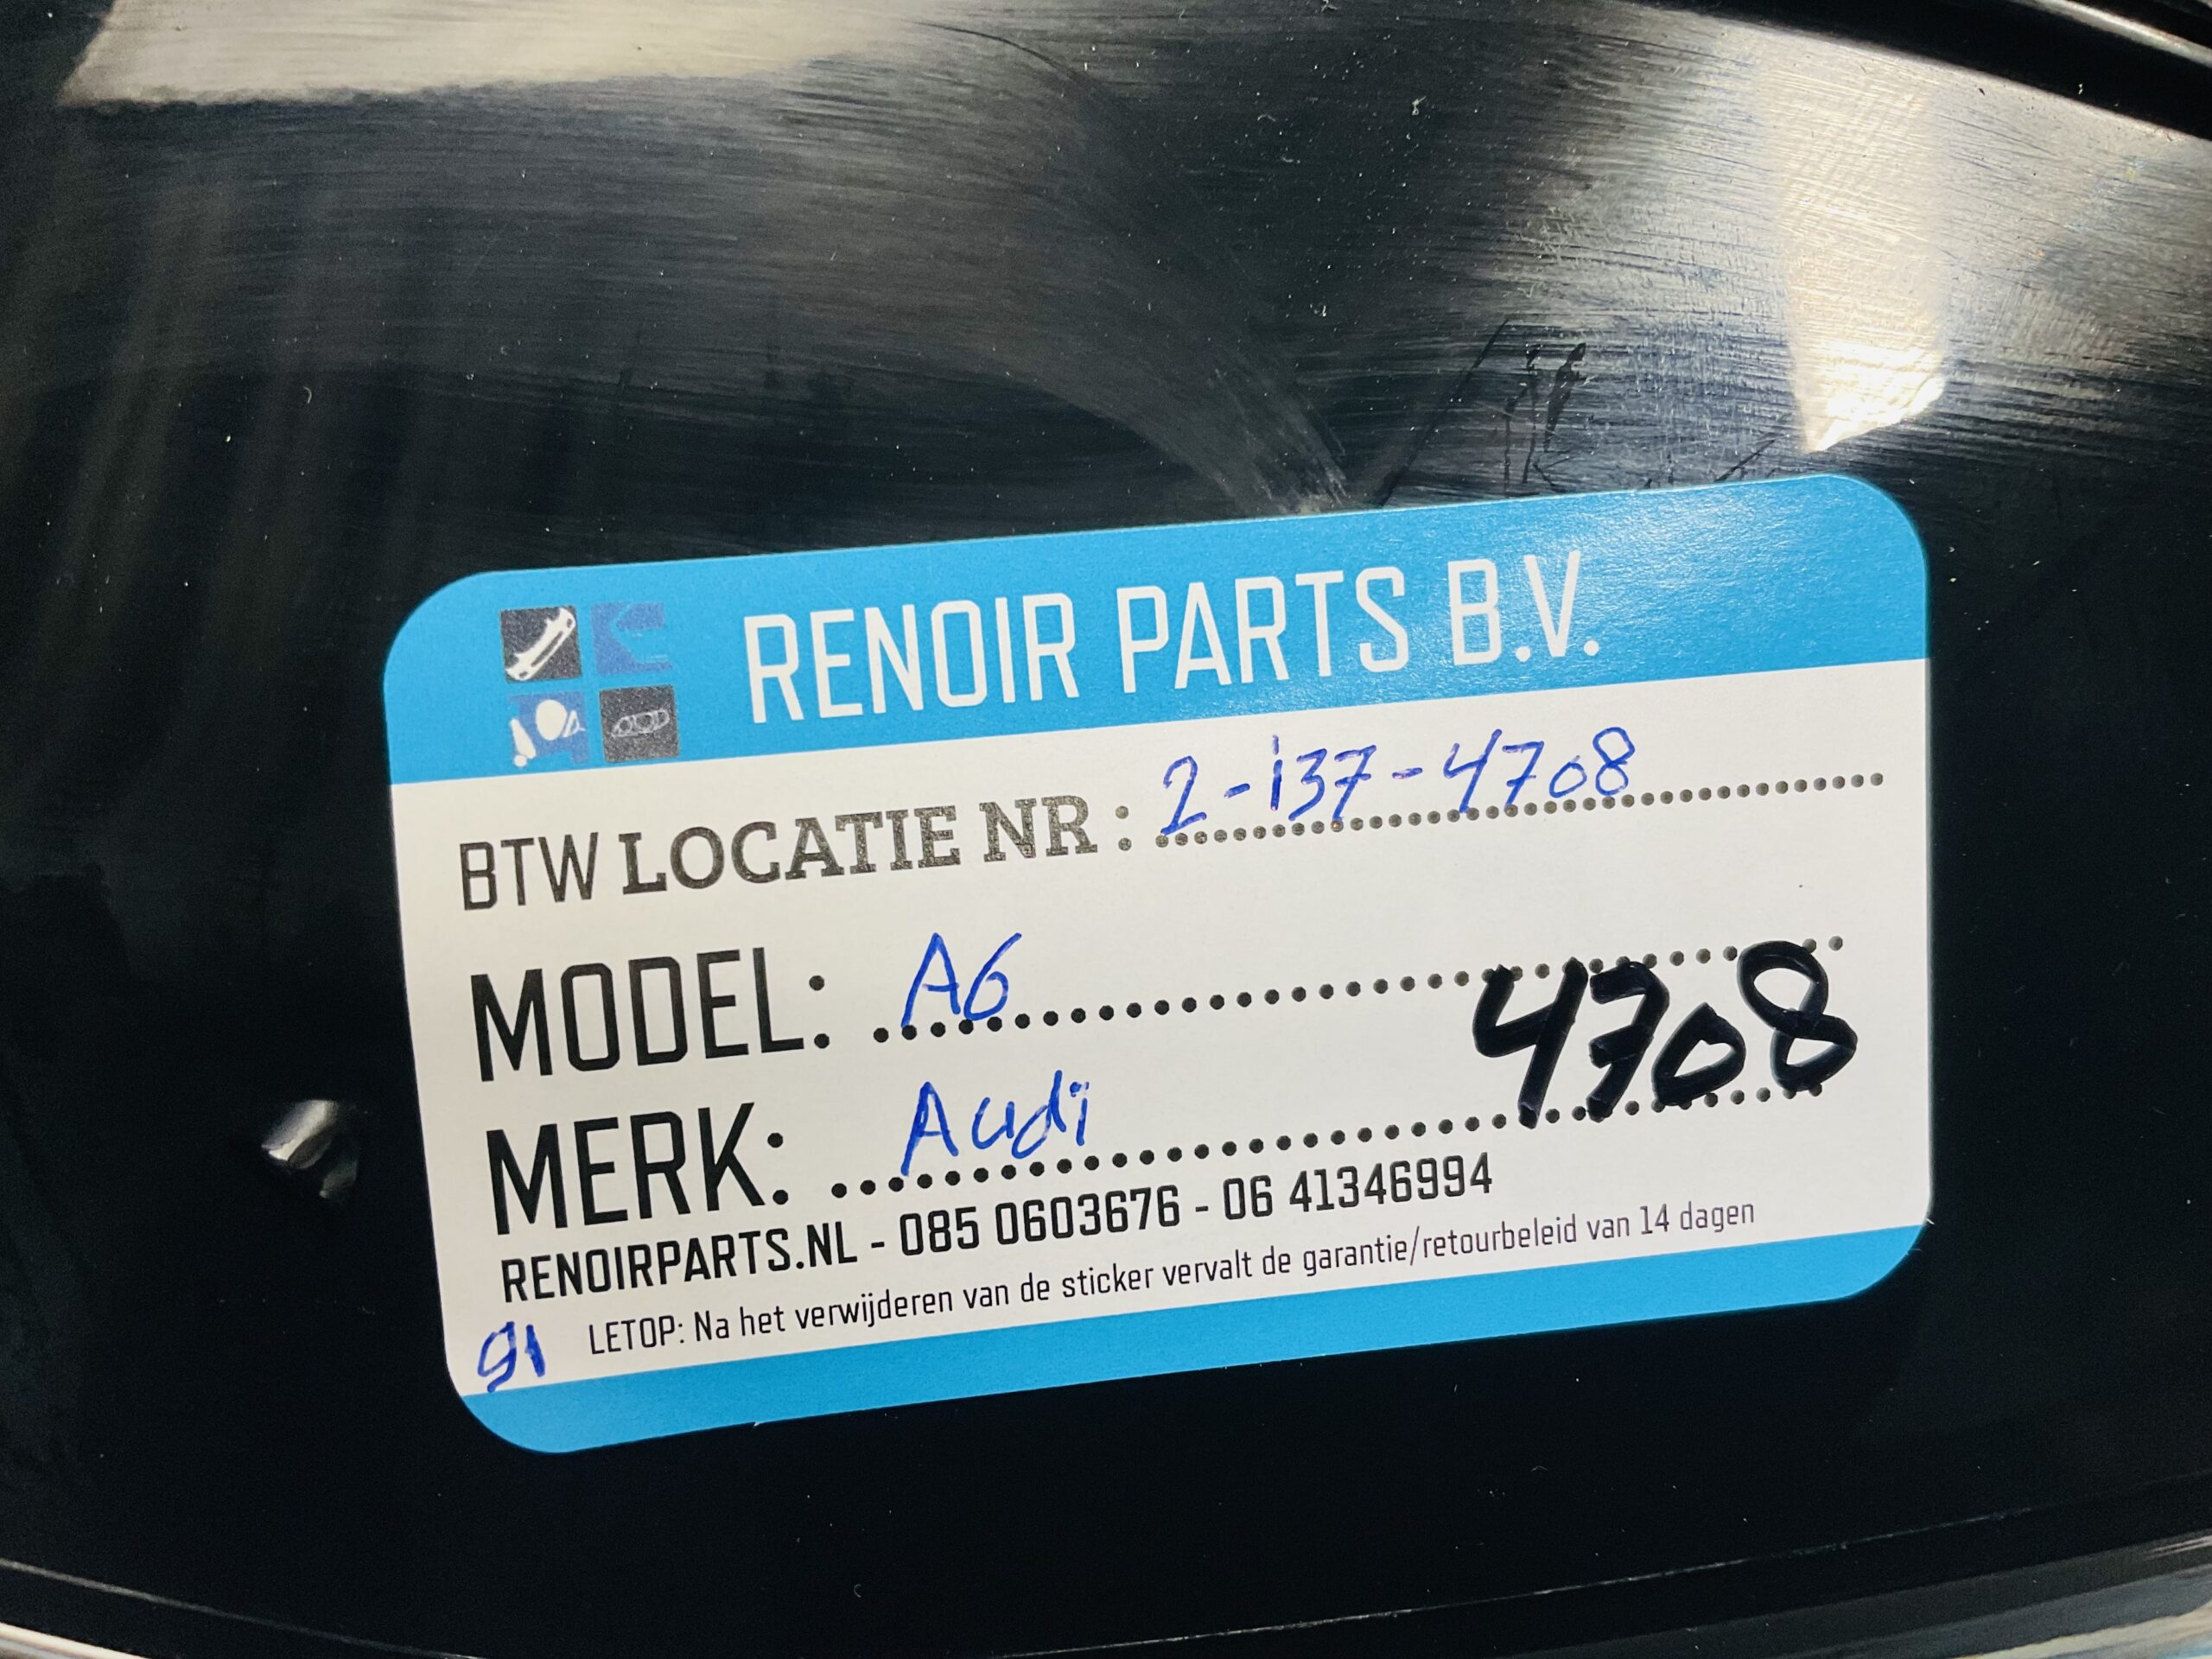 RENOIR PARTS B.V.
BTW LOCATIE NR : 2-137-4708
MODEL: A6
4708
MERK: Audi
RENOIRPARTS.NL - 085 0603676 - 06 41346994
LETOP: Na het verwijderen van de sticker vervalt de garantie/retourbeleid van 14 dagen
91